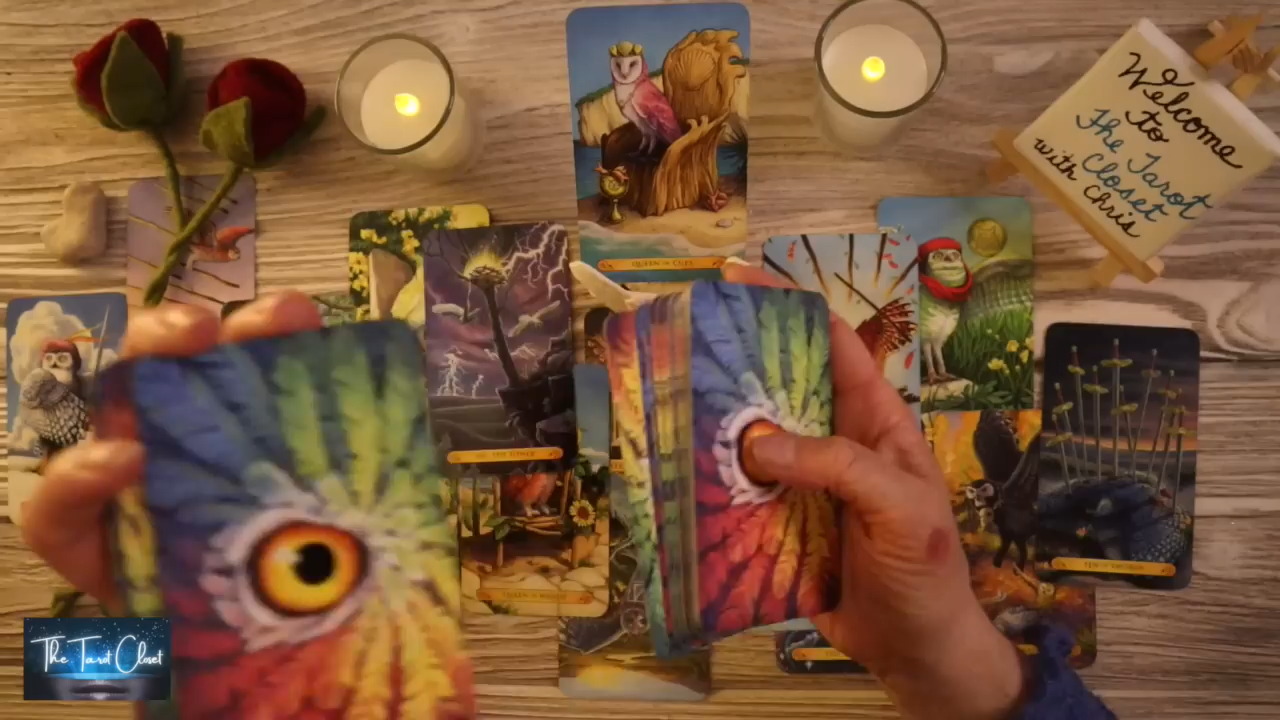 QUEEN OF CUPS
Welcome
to
The Tarot
Closet
with Chris
THE TOWER
TEN OF SWORDS
The Tarot Closet